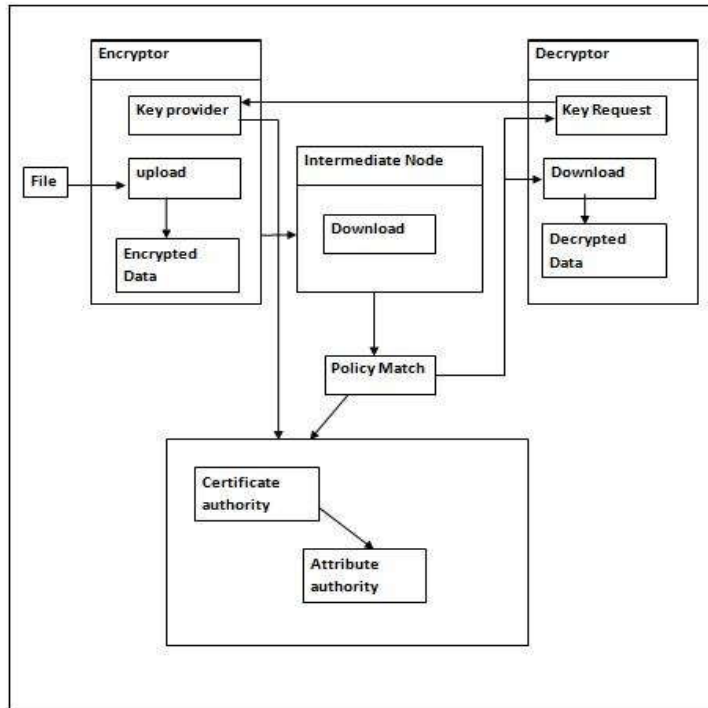 Encryptor
Key provider
File
upload
Encrypted
Data
Intermediate Node
Download
Decryptor
Key Request
Download
Decrypted
Data
Policy Match
Certificate
authority
Attribute
authority